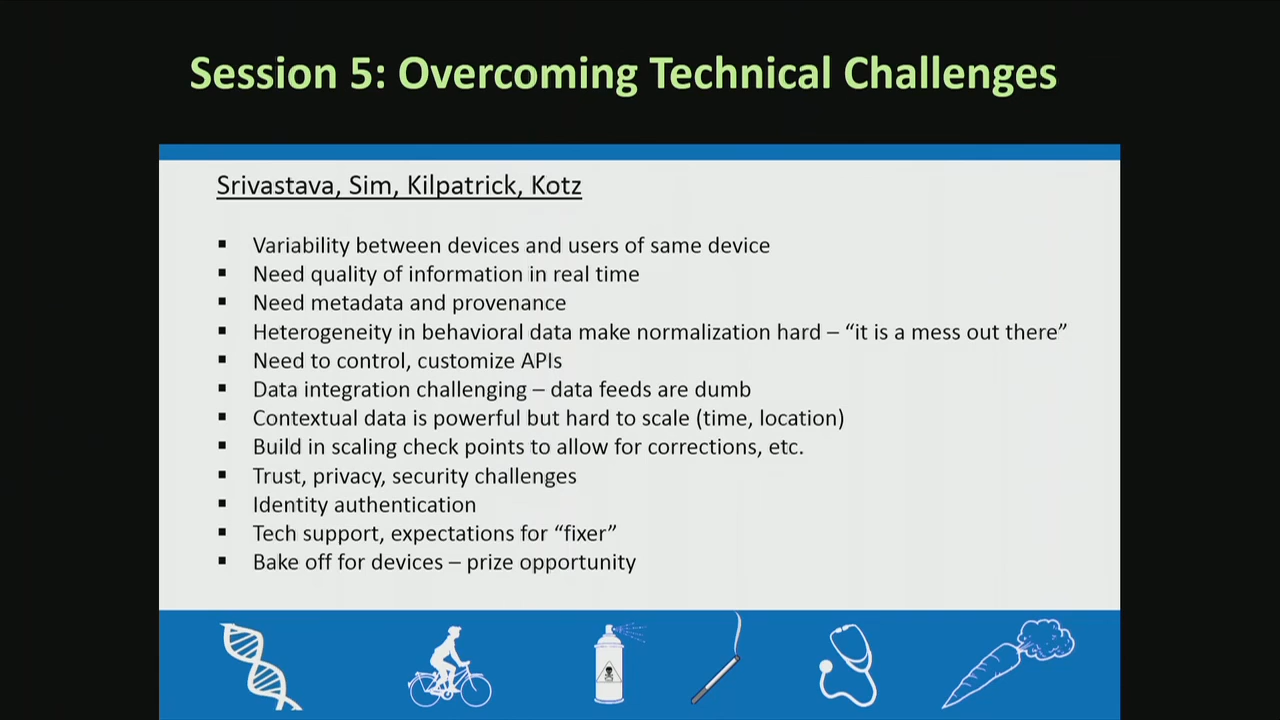 Session 5: Overcoming Technical Challenges
Srivastava, Sim, Kilpatrick, Kotz
▪ Variability between devices and users of same device
▪ Need quality of information in real time
▪ Need metadata and provenance
▪ Heterogeneity in behavioral data make normalization hard – “it is a mess out there”
▪ Need to control, customize APIs
▪ Data integration challenging – data feeds are dumb
▪ Contextual data is powerful but hard to scale (time, location)
▪ Build in scaling check points to allow for corrections, etc.
▪ Trust, privacy, security challenges
▪ Identity authentication
▪ Tech support, expectations for “fixer”
▪ Bake off for devices – prize opportunity